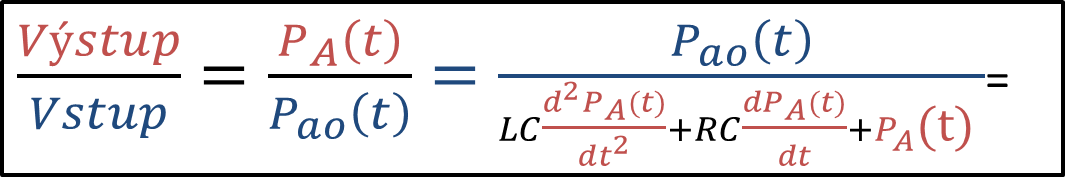 Výstup / Vstup = P_A(t) / P_ao(t) = P_ao(t) / (LC d²P_A(t)/dt² + RC dP_A(t)/dt + P_A(t)) =